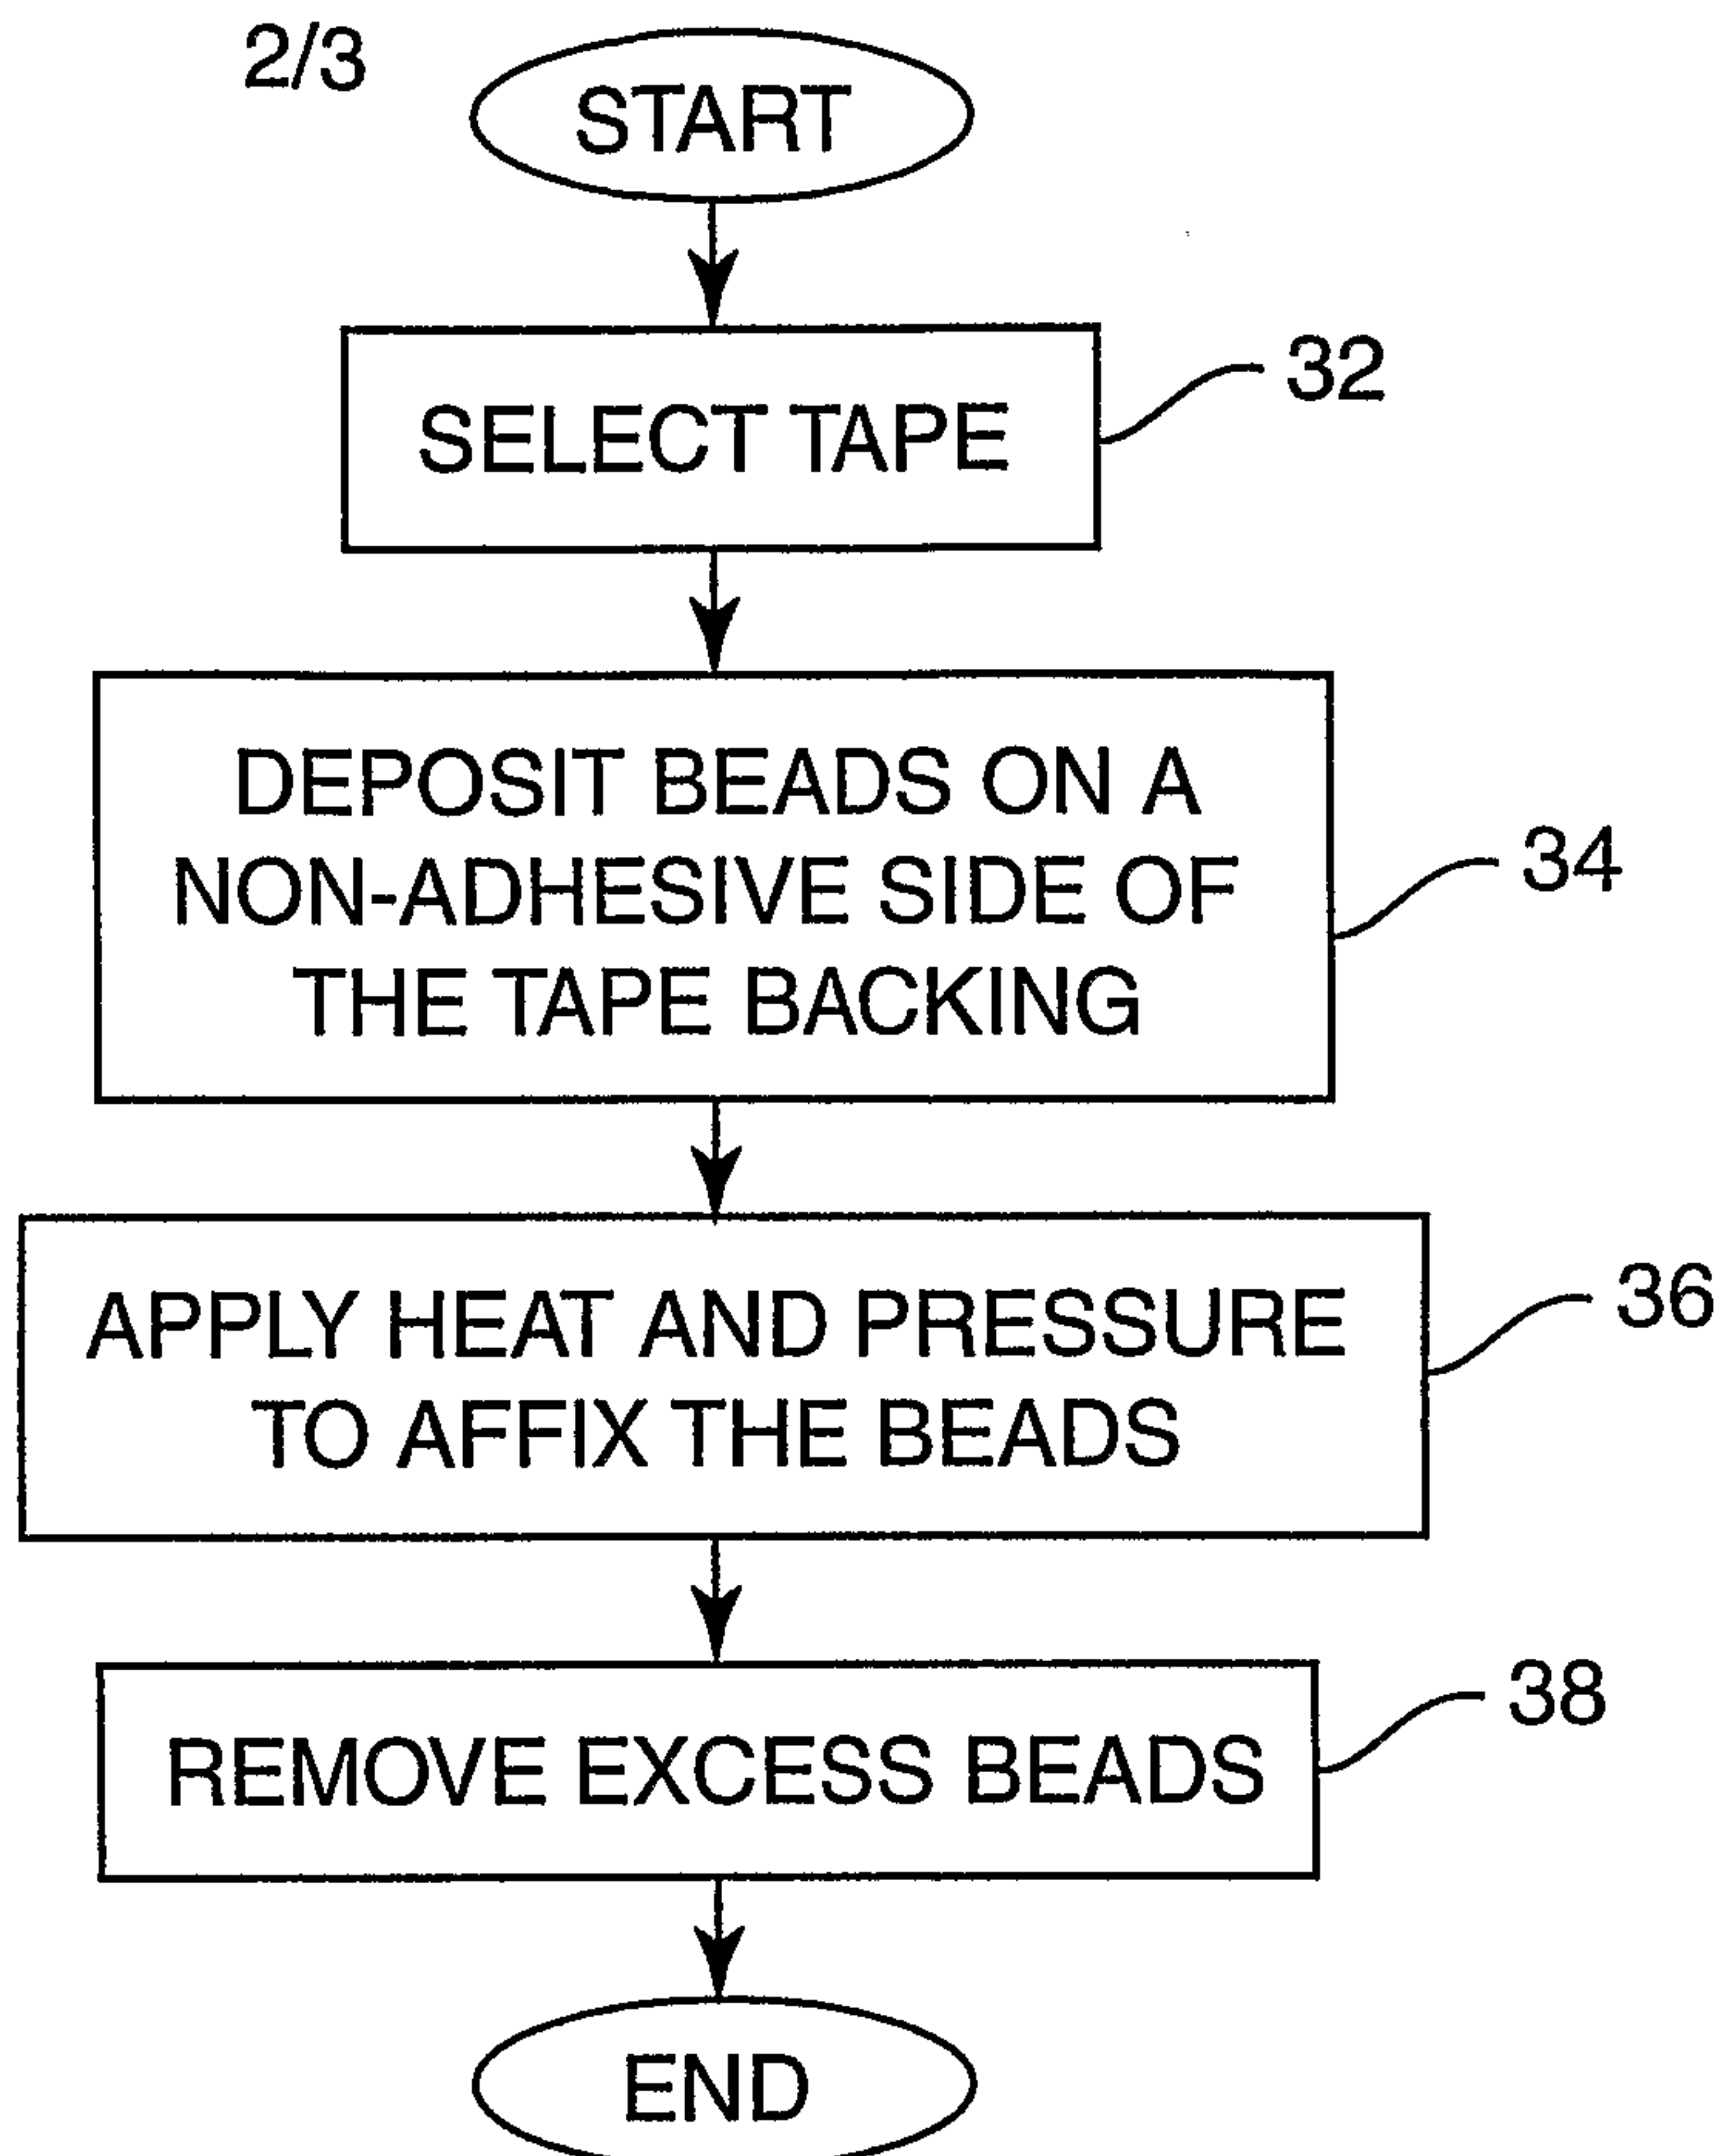 2/3
START
SELECT TAPE
32
DEPOSIT BEADS ON A
NON-ADHESIVE SIDE OF
THE TAPE BACKING
34
APPLY HEAT AND PRESSURE
TO AFFIX THE BEADS
36
REMOVE EXCESS BEADS
38
END